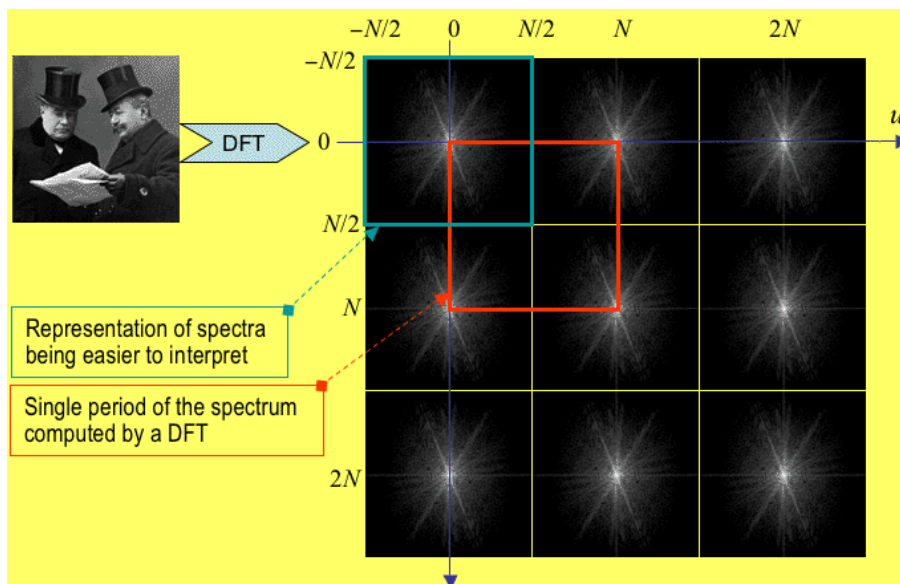 −N/2 0 N/2 N 2N
−N/2
DFT
0
u
N/2
N
Representation of spectra
being easier to interpret
Single period of the spectrum
computed by a DFT
2N